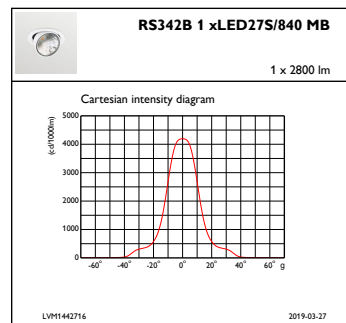 RS342B 1 xLED27S/840 MB
1 x 2800 lm
Cartesian intensity diagram
(cd/1000lm)
5000
4000
3000
2000
1000
0
-60° -40° -20° 0° 20° 40° 60° g
LVM1442716 2019-03-27